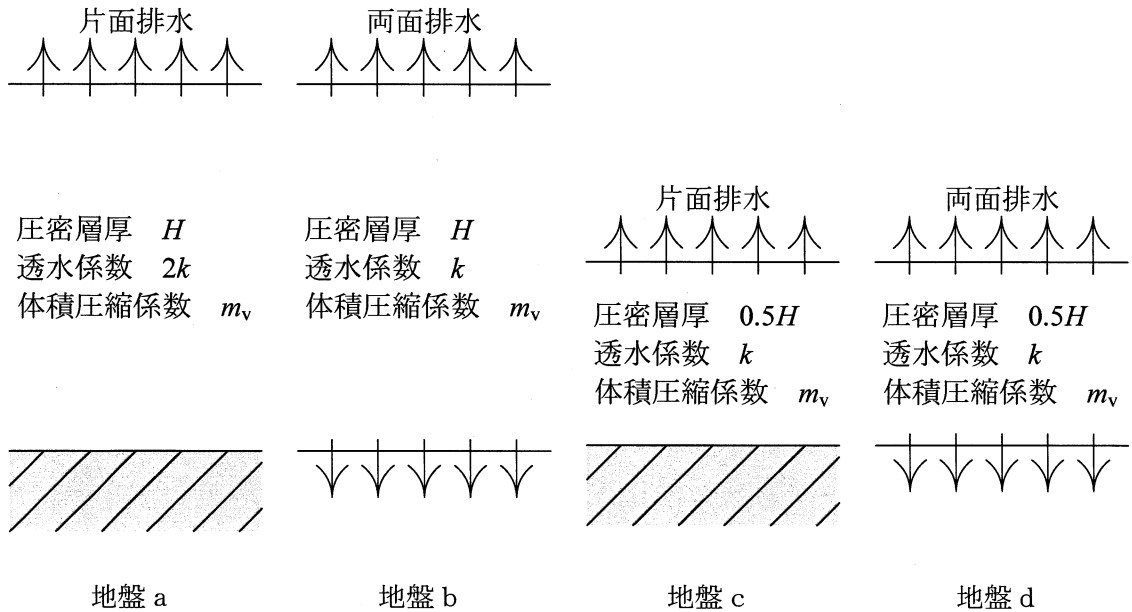 片面排水
圧密層厚 H
透水係数 2k
体積圧縮係数 mv
地盤 a
両面排水
圧密層厚 H
透水係数 k
体積圧縮係数 mv
地盤 b
片面排水
圧密層厚 0.5H
透水係数 k
体積圧縮係数 mv
地盤 c
両面排水
圧密層厚 0.5H
透水係数 k
体積圧縮係数 mv
地盤 d